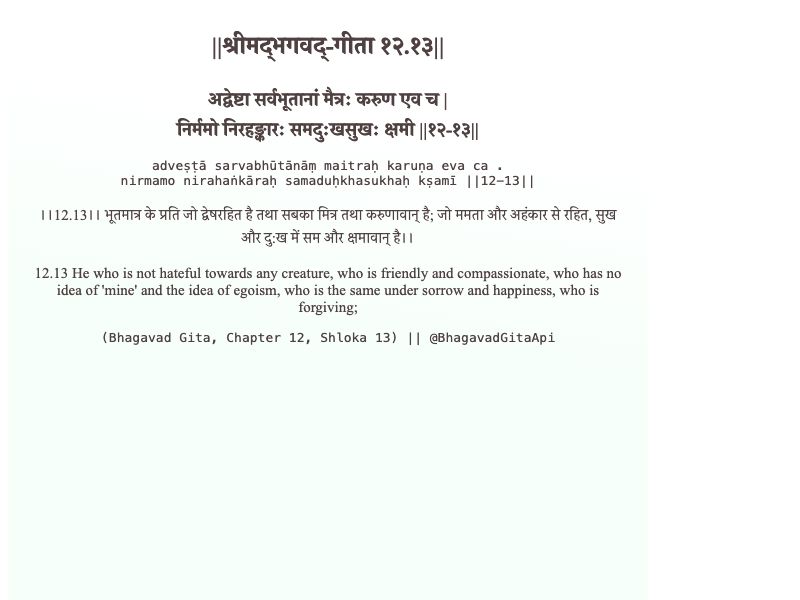 ||श्रीमद्‍भगवद्‍-गीता १२.१३||
अद्वेष्टा सर्वभूतानां मैत्रः करुण एव च |
निर्ममो निरहङ्कारः समदुःखसुखः क्षमी ||१२-१३||
adveṣṭā sarvabhūtānāṃ maitraḥ karuṇa eva ca .
nirmamo nirahaṅkāraḥ samaduḥkhasukhaḥ kṣamī ||12-13||
।।12.13।। भूतमात्र के प्रति जो द्वेषरहित है तथा सबका मित्र तथा करुणावान् है; जो ममता और अहंकार से रहित, सुख
और दु:ख में सम और क्षमावान् है।।
12.13 He who is not hateful towards any creature, who is friendly and compassionate, who has no
idea of 'mine' and the idea of egoism, who is the same under sorrow and happiness, who is
forgiving;
(Bhagavad Gita, Chapter 12, Shloka 13) || @BhagavadGitaApi